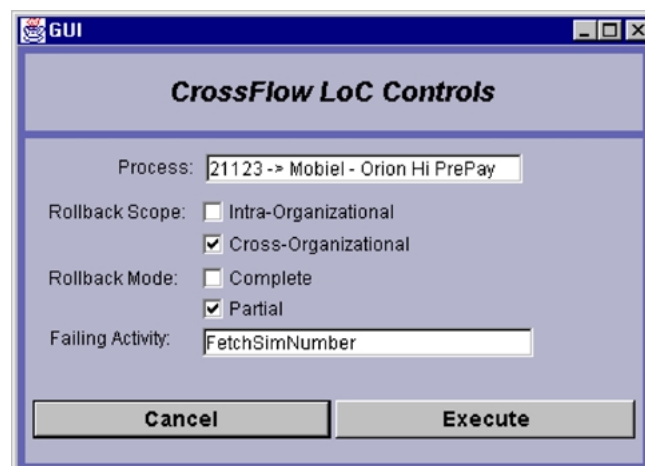 GUI
CrossFlow LoC Controls
Process: 21123 -> Mobiel - Orion Hi PrePay
Rollback Scope: Intra-Organizational
Cross-Organizational
Rollback Mode: Complete
Partial
Failing Activity: FetchSimNumber
Cancel Execute